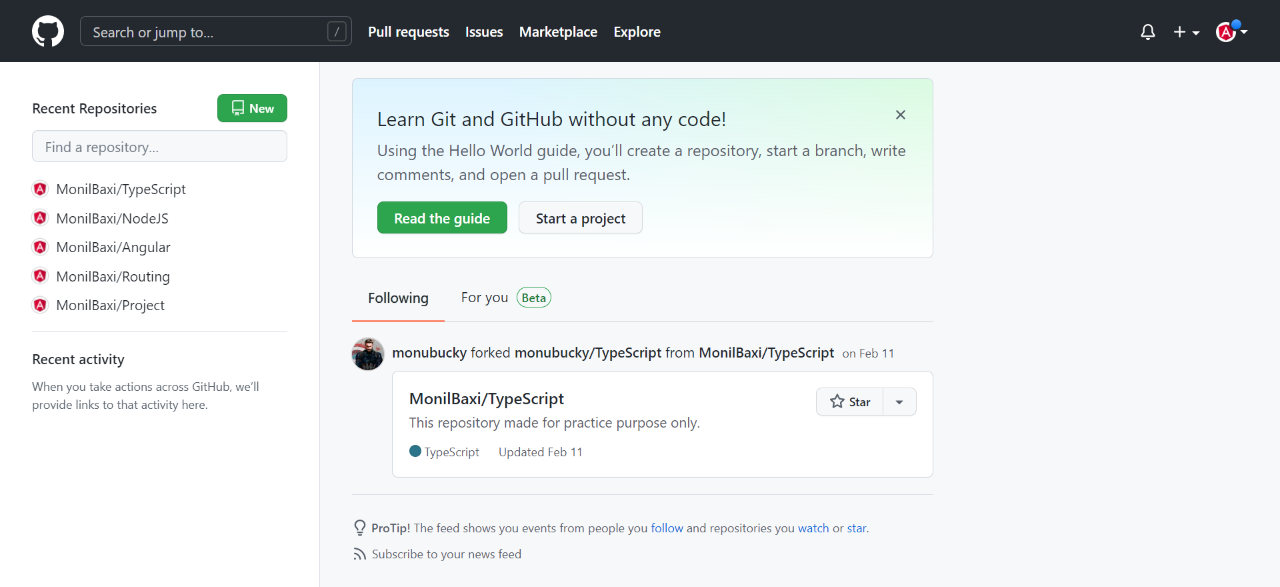 Search or jump to...
/
Pull requests
Issues
Marketplace
Explore
Recent Repositories
New
Find a repository...
MonilBaxi/TypeScript
MonilBaxi/NodeJS
MonilBaxi/Angular
MonilBaxi/Routing
MonilBaxi/Project
Recent activity
When you take actions across GitHub, we'll
provide links to that activity here.
Learn Git and GitHub without any code!
Using the Hello World guide, you'll create a repository, start a branch, write
comments, and open a pull request.
Read the guide
Start a project
Following
For you
Beta
monubucky forked monubucky/TypeScript from MonilBaxi/TypeScript on Feb 11
MonilBaxi/TypeScript
Star
This repository made for practice purpose only.
TypeScript
Updated Feb 11
ProTip! The feed shows you events from people you follow and repositories you watch or star.
Subscribe to your news feed